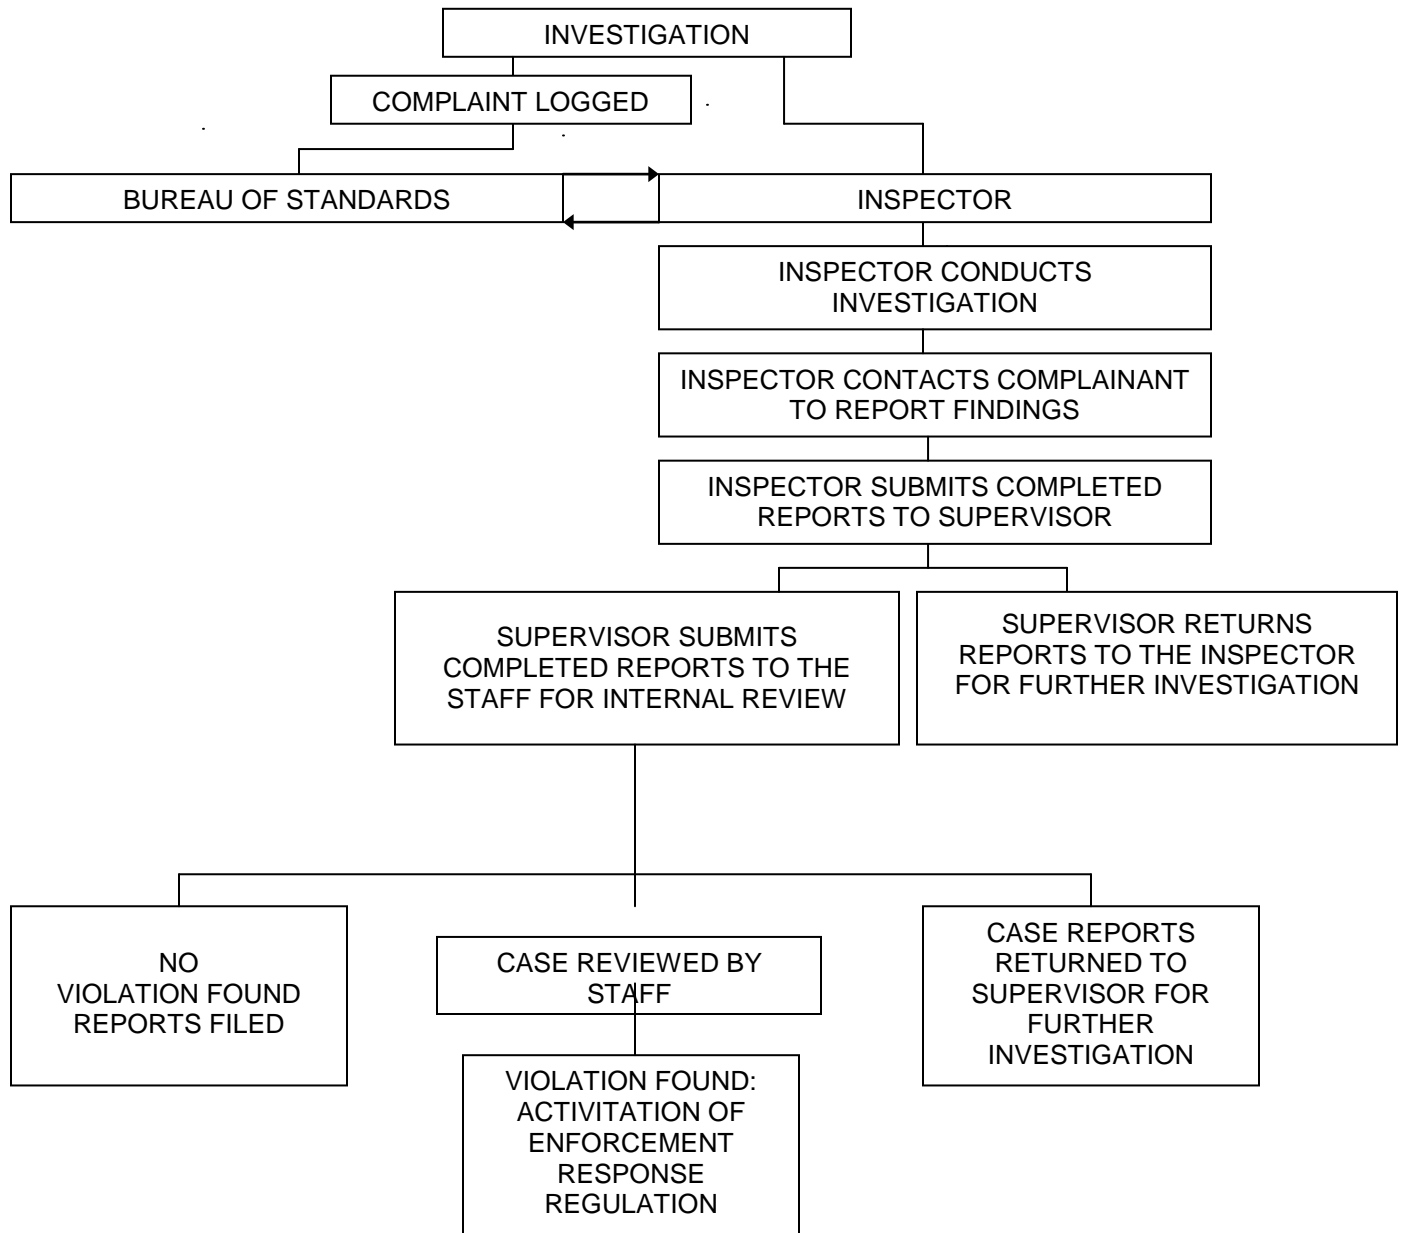 INVESTIGATION
COMPLAINT LOGGED
BUREAU OF STANDARDS
INSPECTOR
INSPECTOR CONDUCTS
INVESTIGATION
INSPECTOR CONTACTS COMPLAINANT
TO REPORT FINDINGS
INSPECTOR SUBMITS COMPLETED
REPORTS TO SUPERVISOR
SUPERVISOR SUBMITS
COMPLETED REPORTS TO THE
STAFF FOR INTERNAL REVIEW
SUPERVISOR RETURNS
REPORTS TO THE INSPECTOR
FOR FURTHER INVESTIGATION
NO
VIOLATION FOUND
REPORTS FILED
CASE REVIEWED BY
STAFF
VIOLATION FOUND:
ACTIVITATION OF
ENFORCEMENT
RESPONSE
REGULATION
CASE REPORTS
RETURNED TO
SUPERVISOR FOR
FURTHER
INVESTIGATION